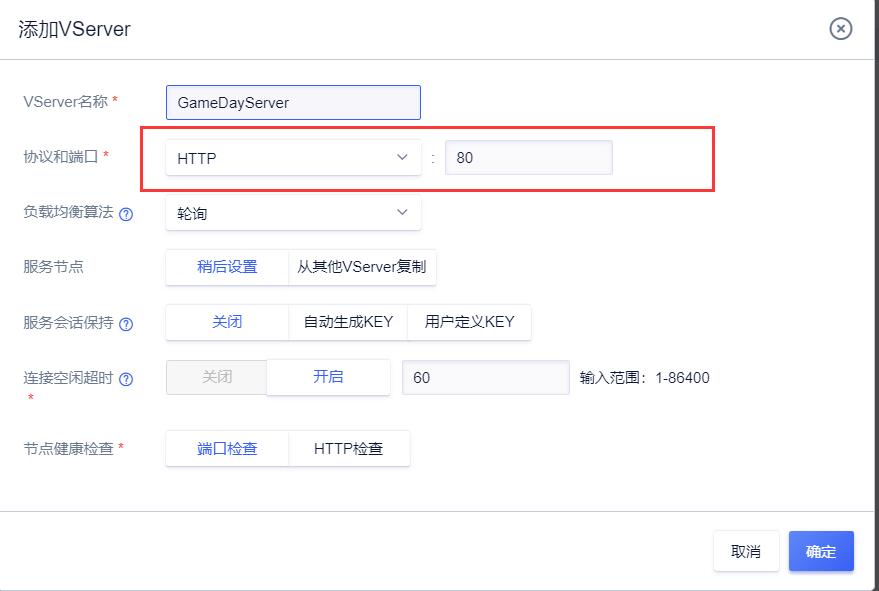 添加VServer
VServer名称 * GameDayServer
协议和端口 * HTTP : 80
负载均衡算法 ? 轮询
服务节点 稍后设置 从其他VServer复制
服务会话保持 ? 关闭 自动生成KEY 用户定义KEY
连接空闲超时 ? 关闭 开启 60 输入范围：1-86400
*
节点健康检查 * 端口检查 HTTP检查
取消 确定